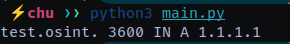 ⚡chu ❯❯ python3 main.py
test.osint. 3600 IN A 1.1.1.1